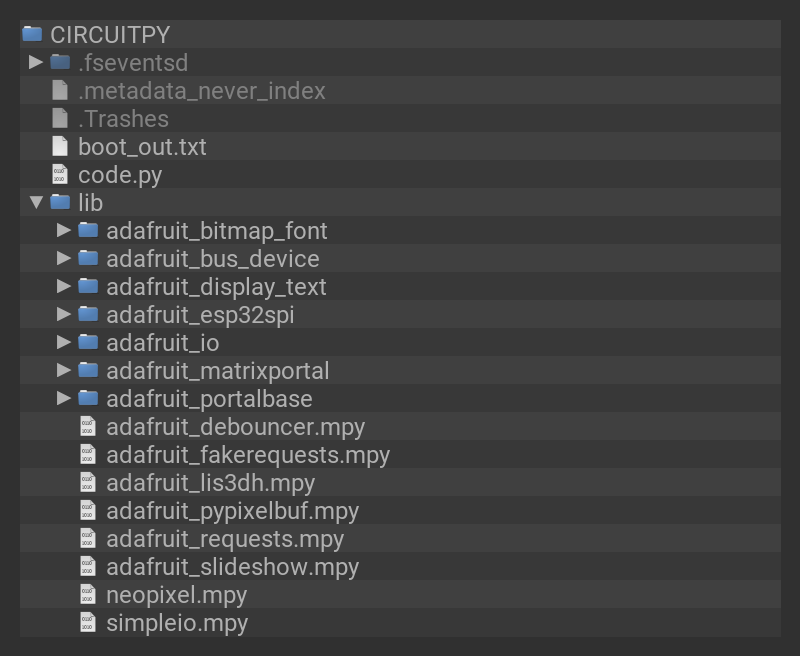 CIRCUITPY
.fseventsd
.metadata_never_index
.Trashes
boot_out.txt
code.py
lib
adafruit_bitmap_font
adafruit_bus_device
adafruit_display_text
adafruit_esp32spi
adafruit_io
adafruit_matrixportal
adafruit_portalbase
adafruit_debouncer.mpy
adafruit_fakerequests.mpy
adafruit_lis3dh.mpy
adafruit_pypixelbuf.mpy
adafruit_requests.mpy
adafruit_slideshow.mpy
neopixel.mpy
simpleio.mpy